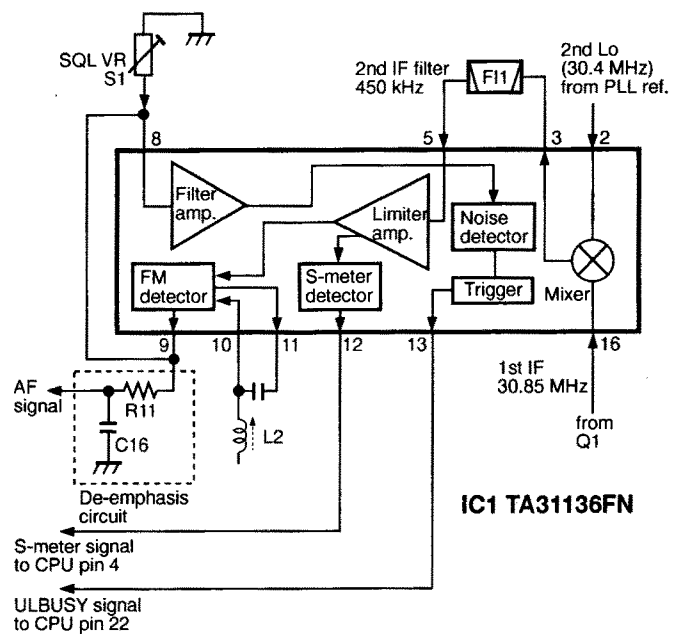 SQL VR
S1
2nd IF filter
450 kHz
FI1
2nd Lo
(30.4 MHz)
from PLL ref.
8
5
3
2
Filter
amp.
Limiter
amp.
Noise
detector
FM
detector
S-meter
detector
Trigger
Mixer
9
10
11
12
13
16
AF
signal
R11
C16
L2
1st IF
30.85 MHz
from
Q1
De-emphasis
circuit
IC1 TA31136FN
S-meter signal
to CPU pin 4
ULBUSY signal
to CPU pin 22